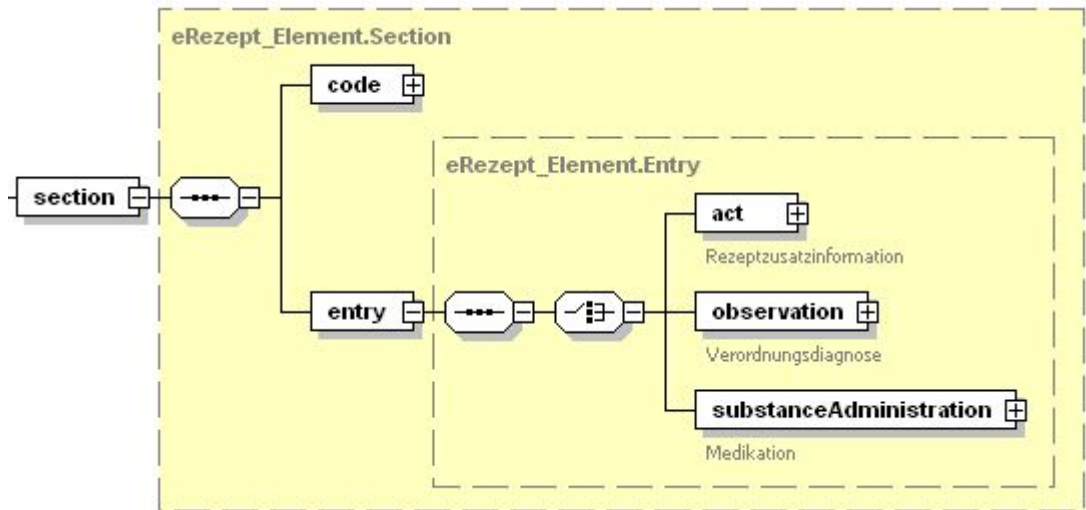 eRezept_Element.Section
code
eRezept_Element.Entry
section
act
Rezeptzusatzinformation
entry
observation
Verordnungsdiagnose
substanceAdministration
Medikation